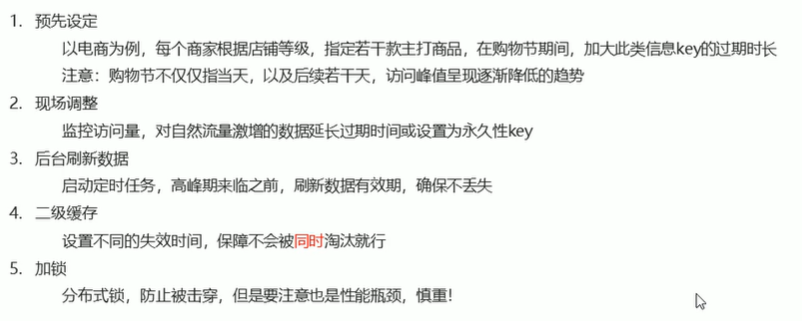 1. 预先设定
以电商为例，每个商家根据店铺等级，指定若干款主打商品，在购物节期间，加大此类信息key的过期时长
注意：购物节不仅仅指当天，以及后续若干天，访问峰值呈现逐渐降低的趋势
2. 现场调整
监控访问量，对自然流量激增的数据延长过期时间或设置为永久性key
3. 后台刷新数据
启动定时任务，高峰期来临之前，刷新数据有效期，确保不丢失
4. 二级缓存
设置不同的失效时间，保障不会被同时淘汰就行
5. 加锁
分布式锁，防止被击穿，但是要注意也是性能瓶颈，慎重！